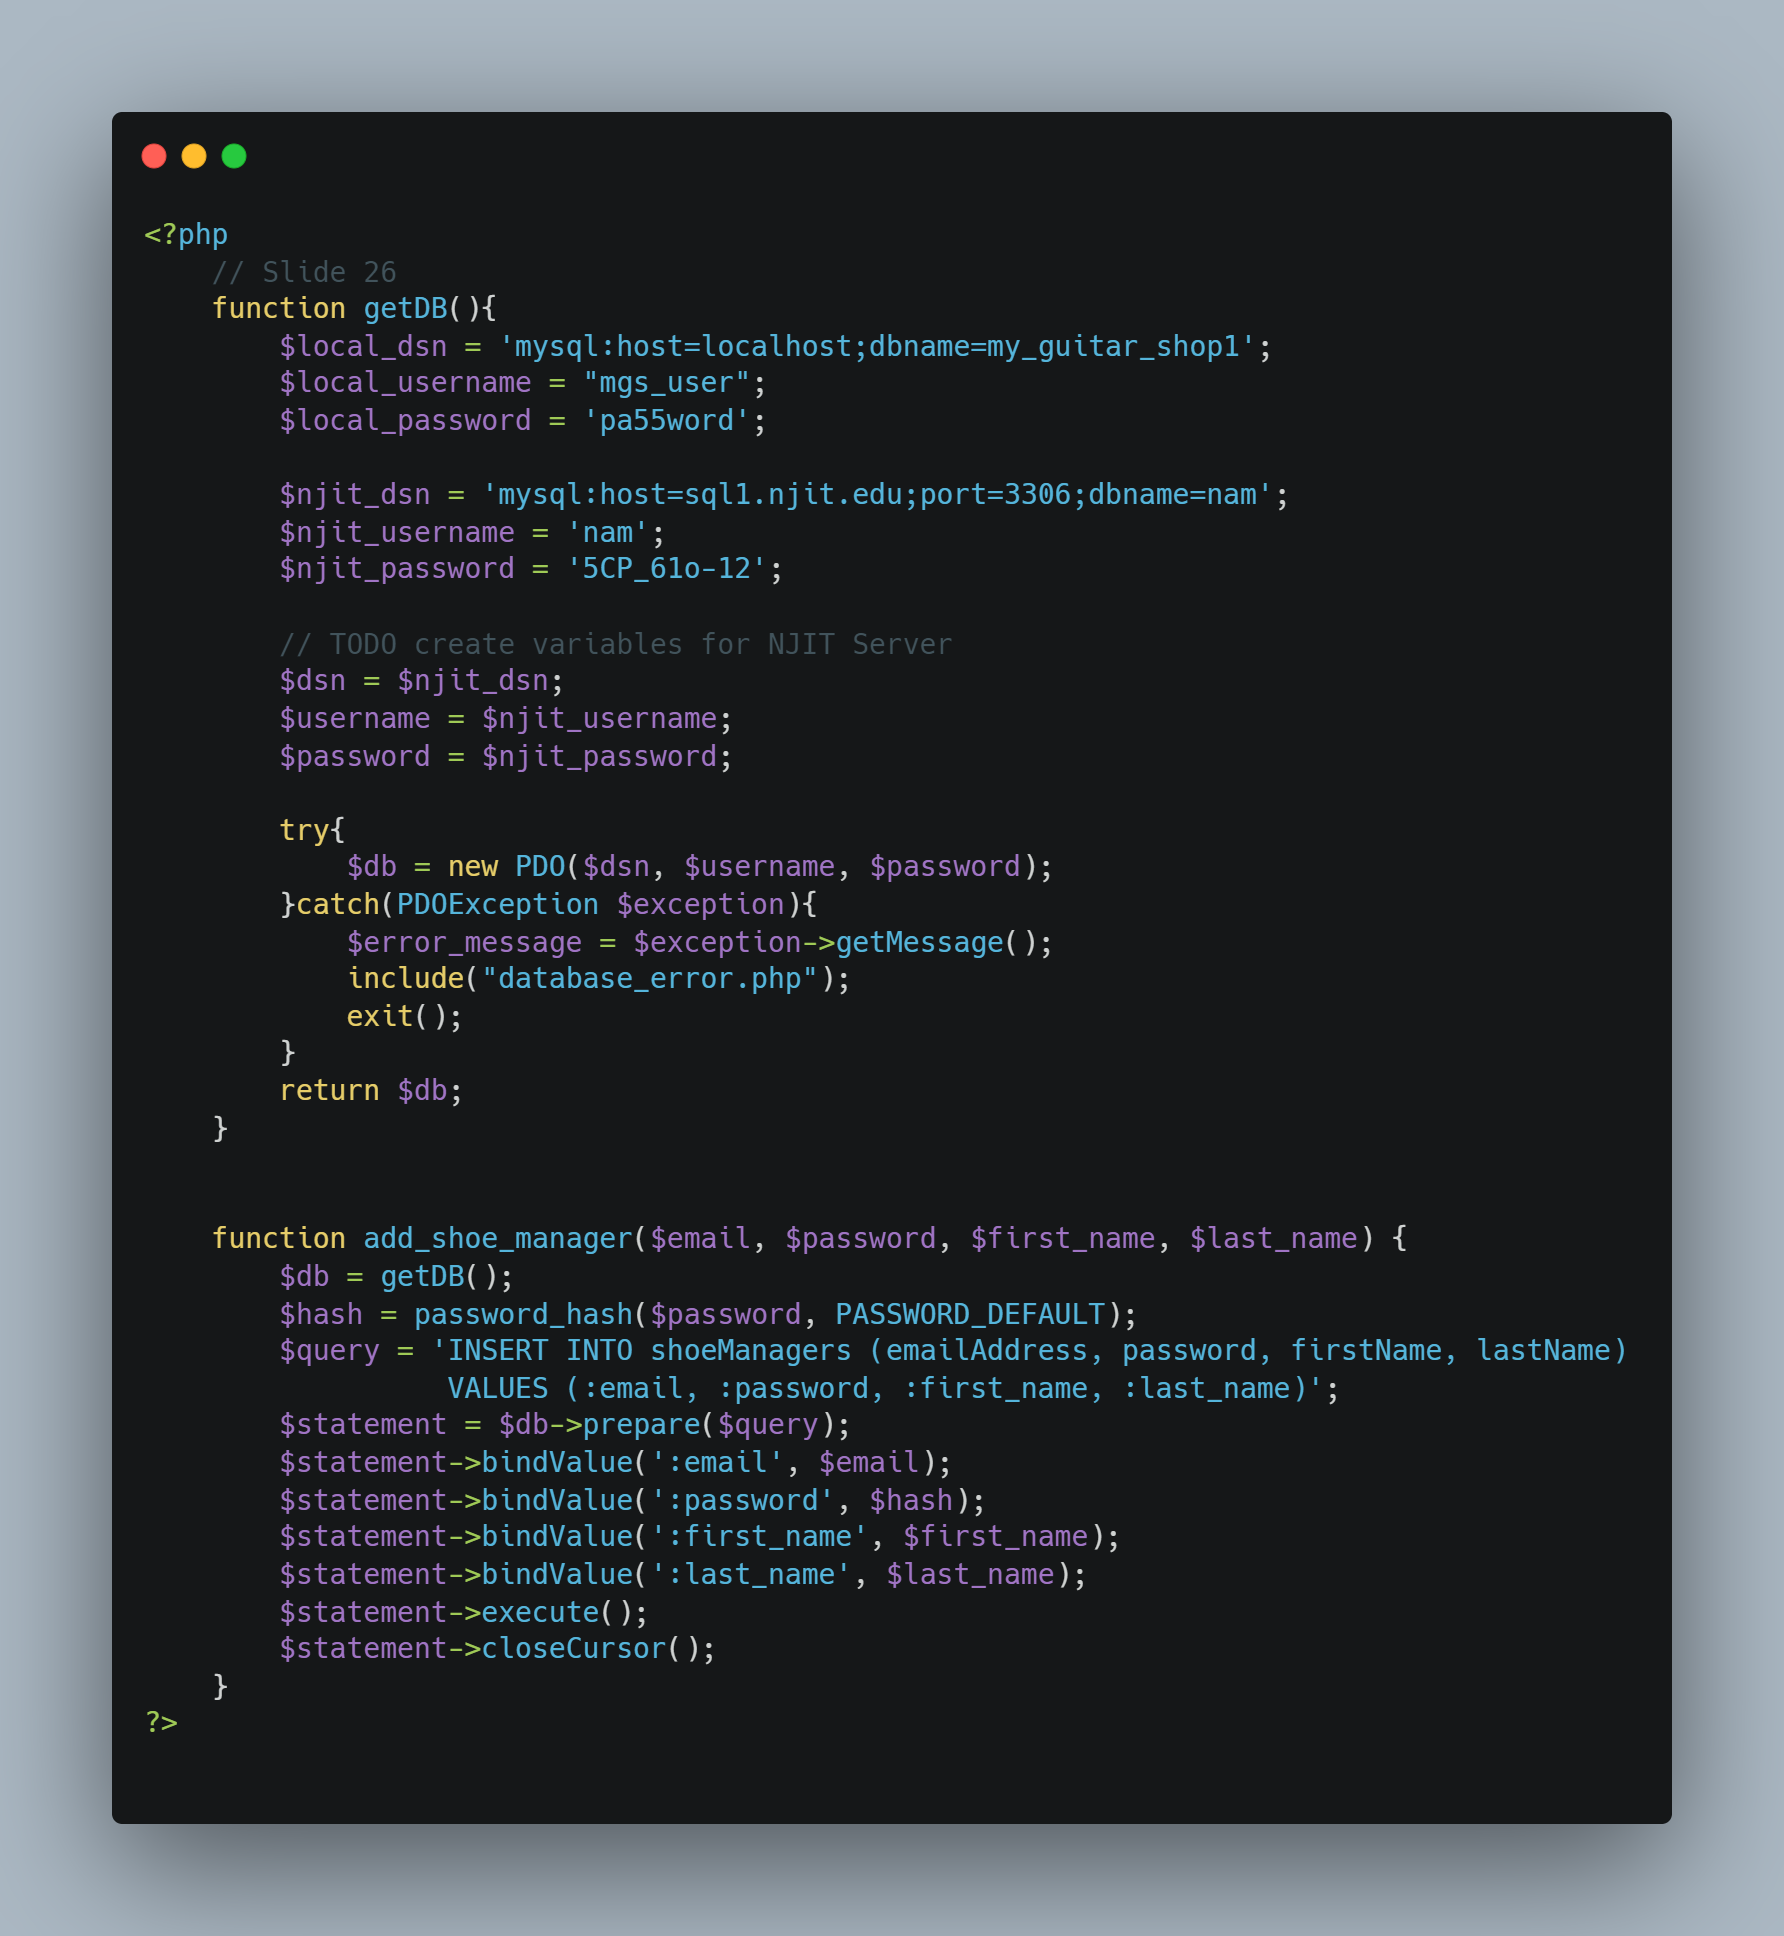 <?php
    // Slide 26
    function getDB(){
        $local_dsn = 'mysql:host=localhost;dbname=my_guitar_shop1';
        $local_username = "mgs_user";
        $local_password = 'pa55word';

        $njit_dsn = 'mysql:host=sql1.njit.edu;port=3306;dbname=nam';
        $njit_username = 'nam';
        $njit_password = '5CP_61o-12';

        // TODO create variables for NJIT Server
        $dsn = $njit_dsn;
        $username = $njit_username;
        $password = $njit_password;

        try{
            $db = new PDO($dsn, $username, $password);
        }catch(PDOException $exception){
            $error_message = $exception->getMessage();
            include("database_error.php");
            exit();
        }
        return $db;
    }


    function add_shoe_manager($email, $password, $first_name, $last_name) {
        $db = getDB();
        $hash = password_hash($password, PASSWORD_DEFAULT);
        $query = 'INSERT INTO shoeManagers (emailAddress, password, firstName, lastName)
                  VALUES (:email, :password, :first_name, :last_name)';
        $statement = $db->prepare($query);
        $statement->bindValue(':email', $email);
        $statement->bindValue(':password', $hash);
        $statement->bindValue(':first_name', $first_name);
        $statement->bindValue(':last_name', $last_name);
        $statement->execute();
        $statement->closeCursor();
    }
?>